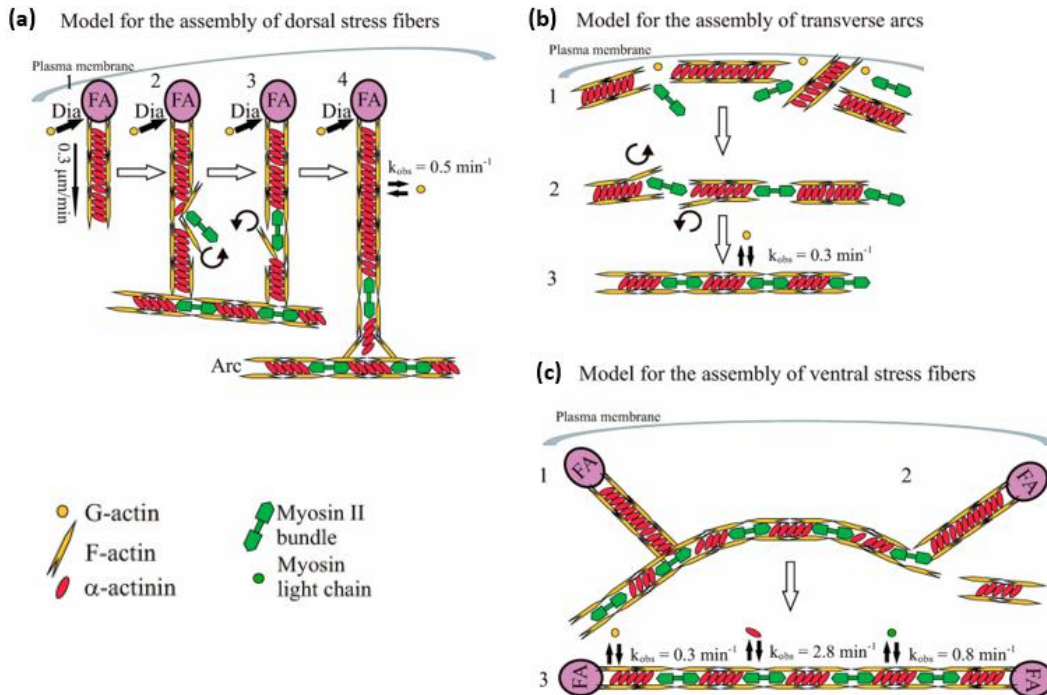 (a) Model for the assembly of dorsal stress fibers
Plasma membrane
1 2 3 4
FA FA FA FA
Dia Dia Dia Dia
0.3 μm/min
kobs = 0.5 min-1
Arc
G-actin
F-actin
α-actinin
Myosin II
bundle
Myosin
light chain
(b) Model for the assembly of transverse arcs
Plasma membrane
1
2
kobs = 0.3 min-1
3
(c) Model for the assembly of ventral stress fibers
Plasma membrane
1 FA 2 FA
kobs = 0.3 min-1 kobs = 2.8 min-1 kobs = 0.8 min-1
3 FA FA